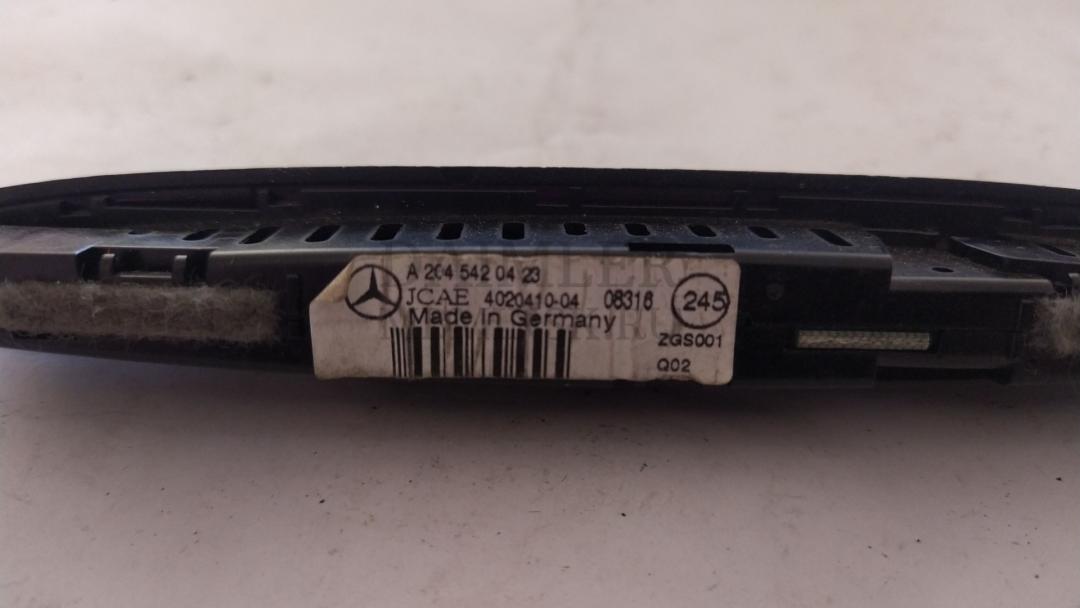 A 204 542 04 23
JCAE 4020410-04 08316 245
Made in Germany
ZGS001
Q02